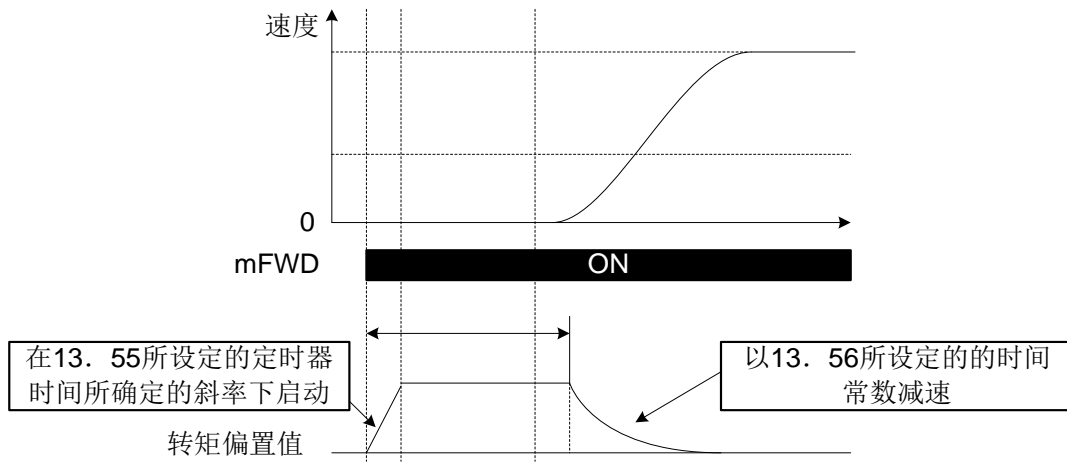 速度
0
mFWD
ON
在13．55所设定的定时器
时间所确定的斜率下启动
以13．56所设定的的时间
常数减速
转矩偏置值